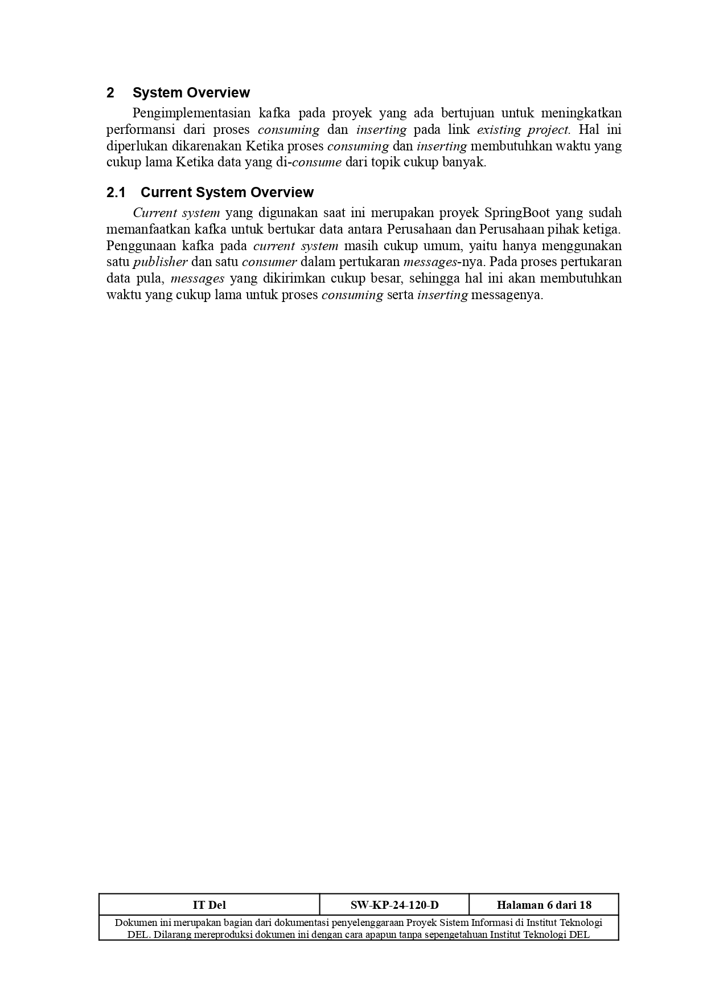 2 System Overview
Pengimplementasian kafka pada proyek yang ada bertujuan untuk meningkatkan
performansi dari proses consuming dan inserting pada link existing project. Hal ini
diperlukan dikarenakan Ketika proses consuming dan inserting membutuhkan waktu yang
cukup lama Ketika data yang di-consume dari topik cukup banyak.
2.1 Current System Overview
Current system yang digunakan saat ini merupakan proyek SpringBoot yang sudah
memanfaatkan kafka untuk bertukar data antara Perusahaan dan Perusahaan pihak ketiga.
Penggunaan kafka pada current system masih cukup umum, yaitu hanya menggunakan
satu publisher dan satu consumer dalam pertukaran messages-nya. Pada proses pertukaran
data pula, messages yang dikirimkan cukup besar, sehingga hal ini akan membutuhkan
waktu yang cukup lama untuk proses consuming serta inserting messagenya.
IT Del SW-KP-24-120-D Halaman 6 dari 18
Dokumen ini merupakan bagian dari dokumentasi penyelenggaraan Proyek Sistem Informasi di Institut Teknologi
DEL. Dilarang mereproduksi dokumen ini dengan cara apapun tanpa sepengetahuan Institut Teknologi DEL